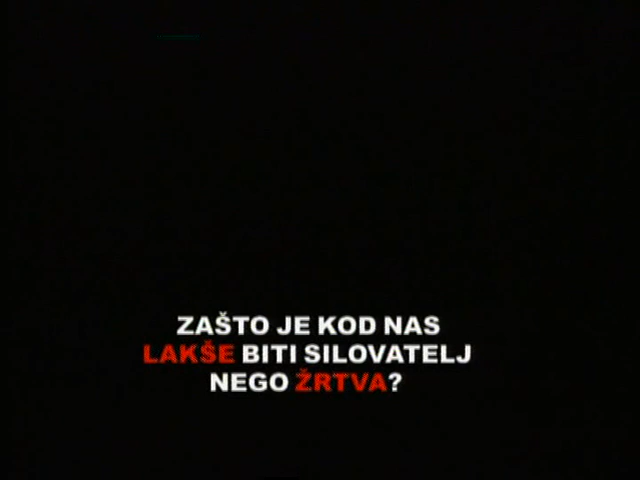 ZAŠTO JE KOD NAS
LAKŠE BITI SILOVATELJ
NEGO ŽRTVA?